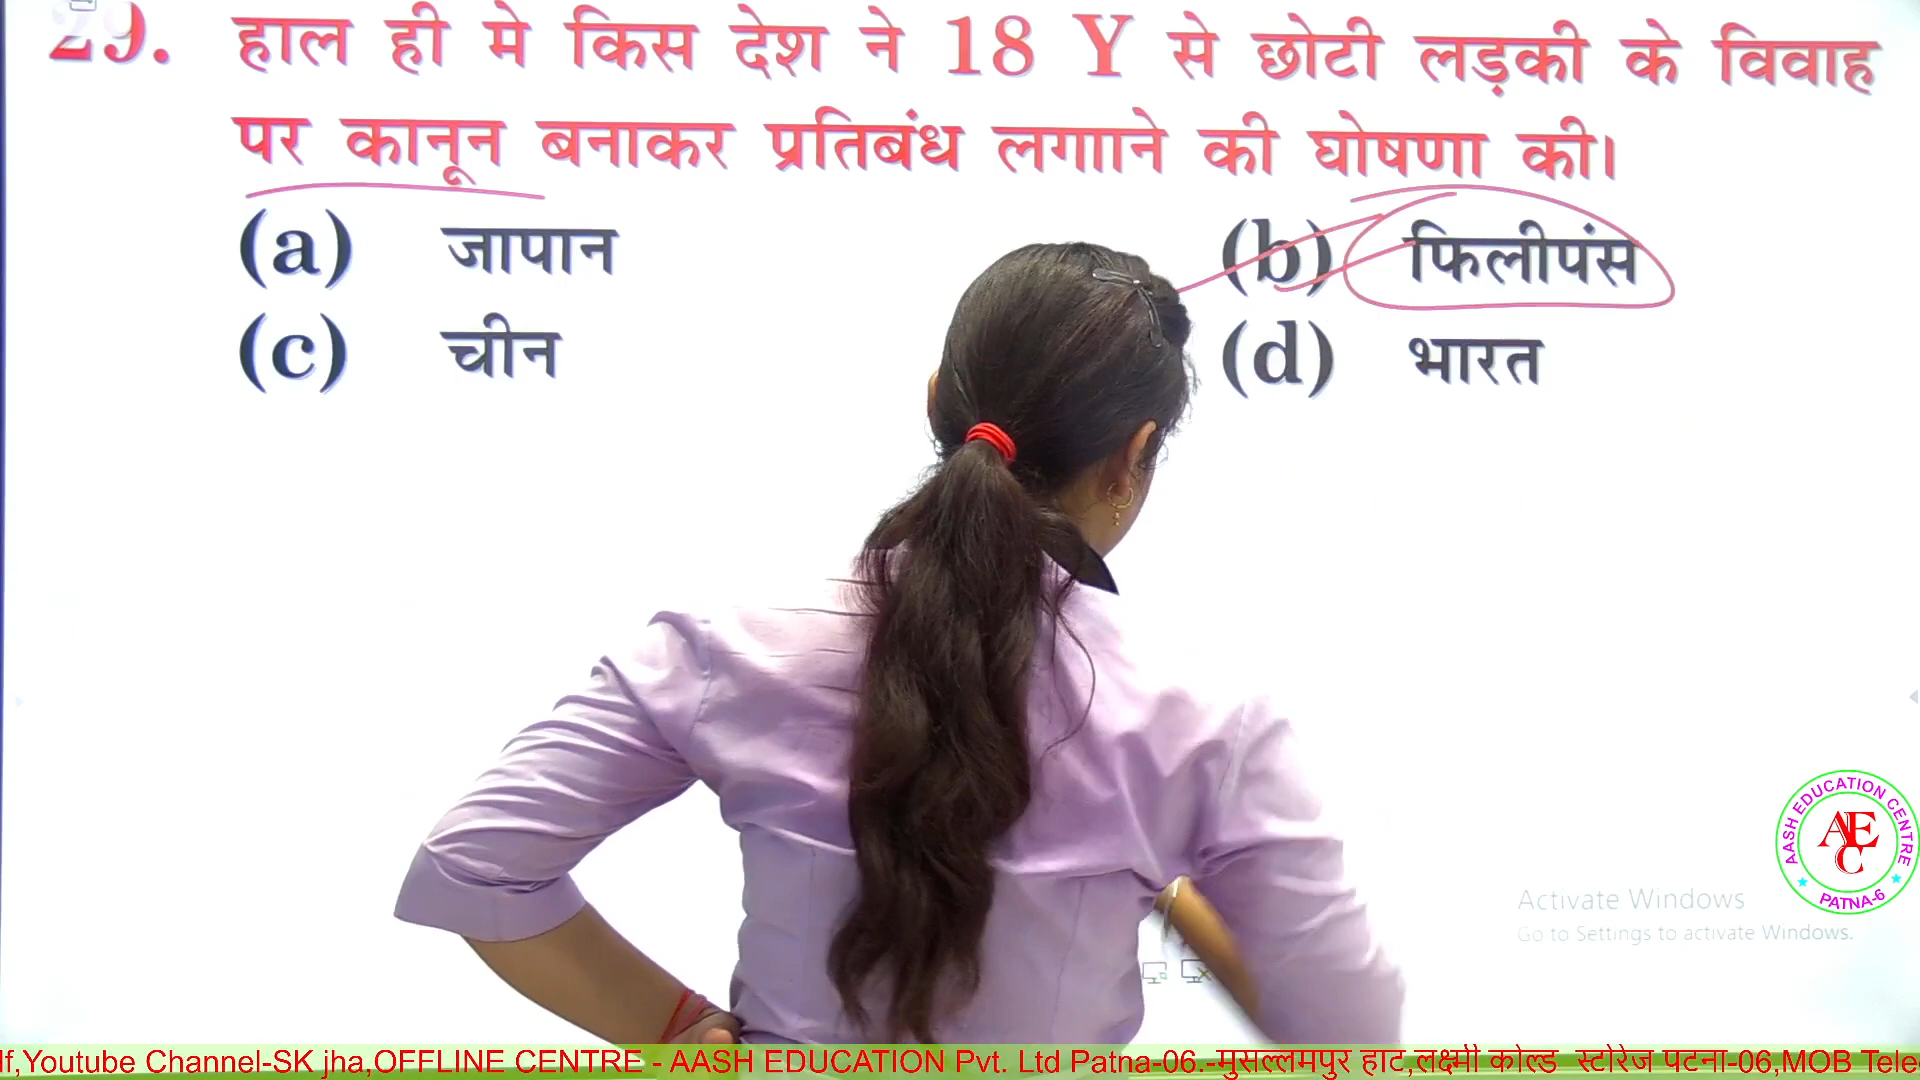 29. हाल ही मे किस देश ने 18 Y से छोटी लड़की के विवाह
पर कानून बनाकर प्रतिबंध लगााने की घोषणा की।
(a) जापान (b) फिलीपंस
(c) चीन (d) भारत
AASH EDUCATION CENTRE
AEC
PATNA-6
Activate Windows
Go to Settings to activate Windows.
lf,Youtube Channel-SK jha,OFFLINE CENTRE - AASH EDUCATION Pvt. Ltd Patna-06.-मुसल्लमपुर हाट,लक्ष्मी कोल्ड स्टोरेज पटना-06,MOB Tele